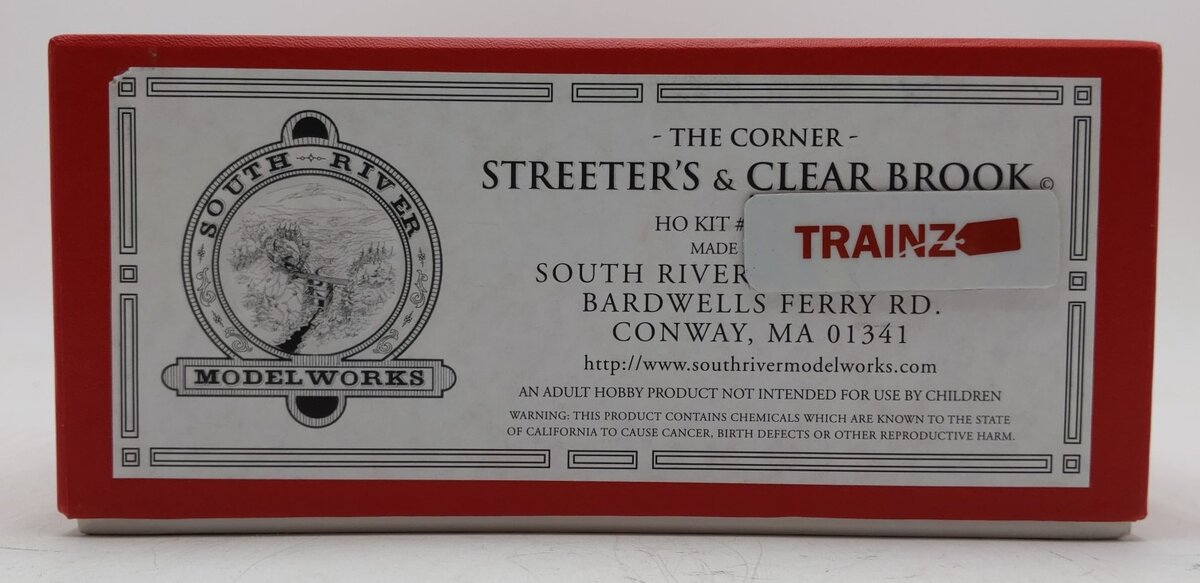 SOUTH RIVER
MODELWORKS
- THE CORNER -
STREETER'S & CLEAR BROOK ©
HO KIT #
MADE
TRAINZ
SOUTH RIVER
BARDWELLS FERRY RD.
CONWAY, MA 01341
http://www.southrivermodelworks.com
AN ADULT HOBBY PRODUCT NOT INTENDED FOR USE BY CHILDREN
WARNING: THIS PRODUCT CONTAINS CHEMICALS WHICH ARE KNOWN TO THE STATE
OF CALIFORNIA TO CAUSE CANCER, BIRTH DEFECTS OR OTHER REPRODUCTIVE HARM.